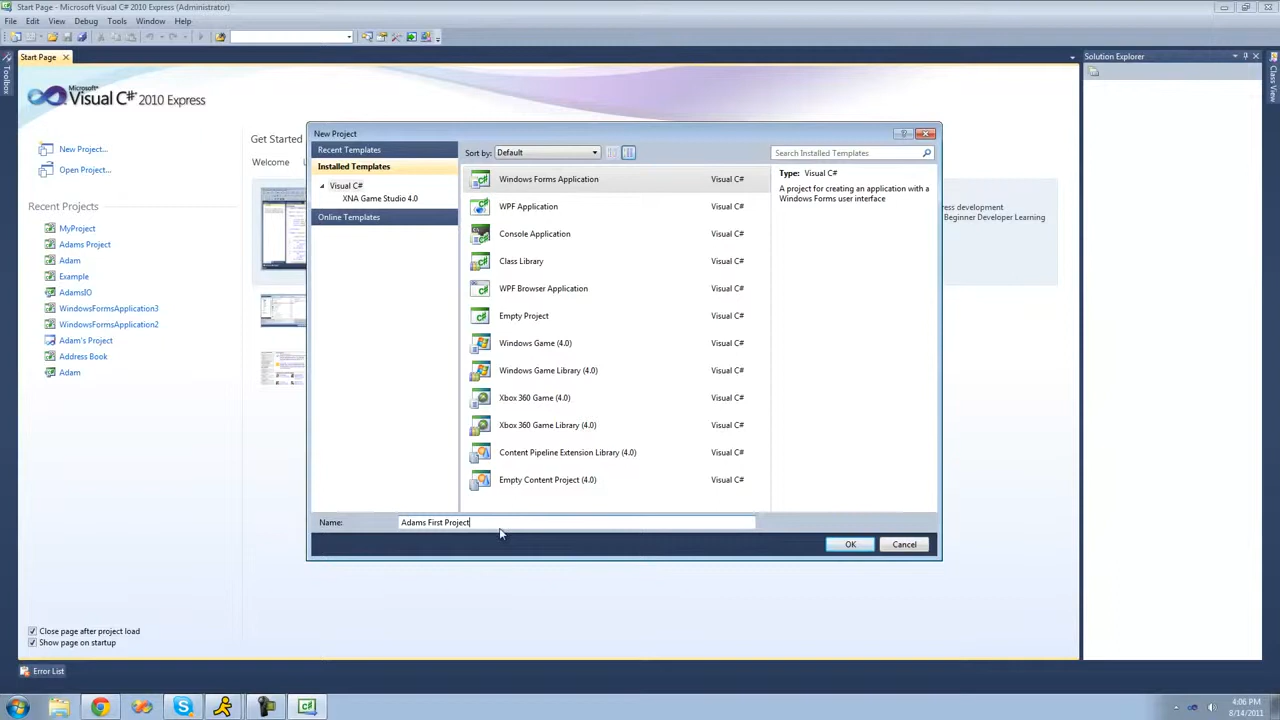 Start Page - Microsoft Visual C# 2010 Express (Administrator)
File Edit View Debug Tools Window Help
Start Page
Solution Explorer
Toolbox
Class View
Microsoft®
Visual C# 2010 Express
New Project...
Open Project...
Recent Projects
MyProject
Adams Project
Adam
Example
AdamsIO
WindowsFormsApplication3
WindowsFormsApplication2
Adam's Project
Address Book
Adam
Get Started
Welcome
ess development
Beginner Developer Learning
New Project
Recent Templates
Installed Templates
Visual C#
XNA Game Studio 4.0
Online Templates
Sort by: Default
Search Installed Templates
Windows Forms Application Visual C#
WPF Application Visual C#
Console Application Visual C#
Class Library Visual C#
WPF Browser Application Visual C#
Empty Project Visual C#
Windows Game (4.0) Visual C#
Windows Game Library (4.0) Visual C#
Xbox 360 Game (4.0) Visual C#
Xbox 360 Game Library (4.0) Visual C#
Content Pipeline Extension Library (4.0) Visual C#
Empty Content Project (4.0) Visual C#
Type: Visual C#
A project for creating an application with a
Windows Forms user interface
Name: Adams First Project
OK Cancel
Close page after project load
Show page on startup
Error List
4:06 PM
8/14/2011